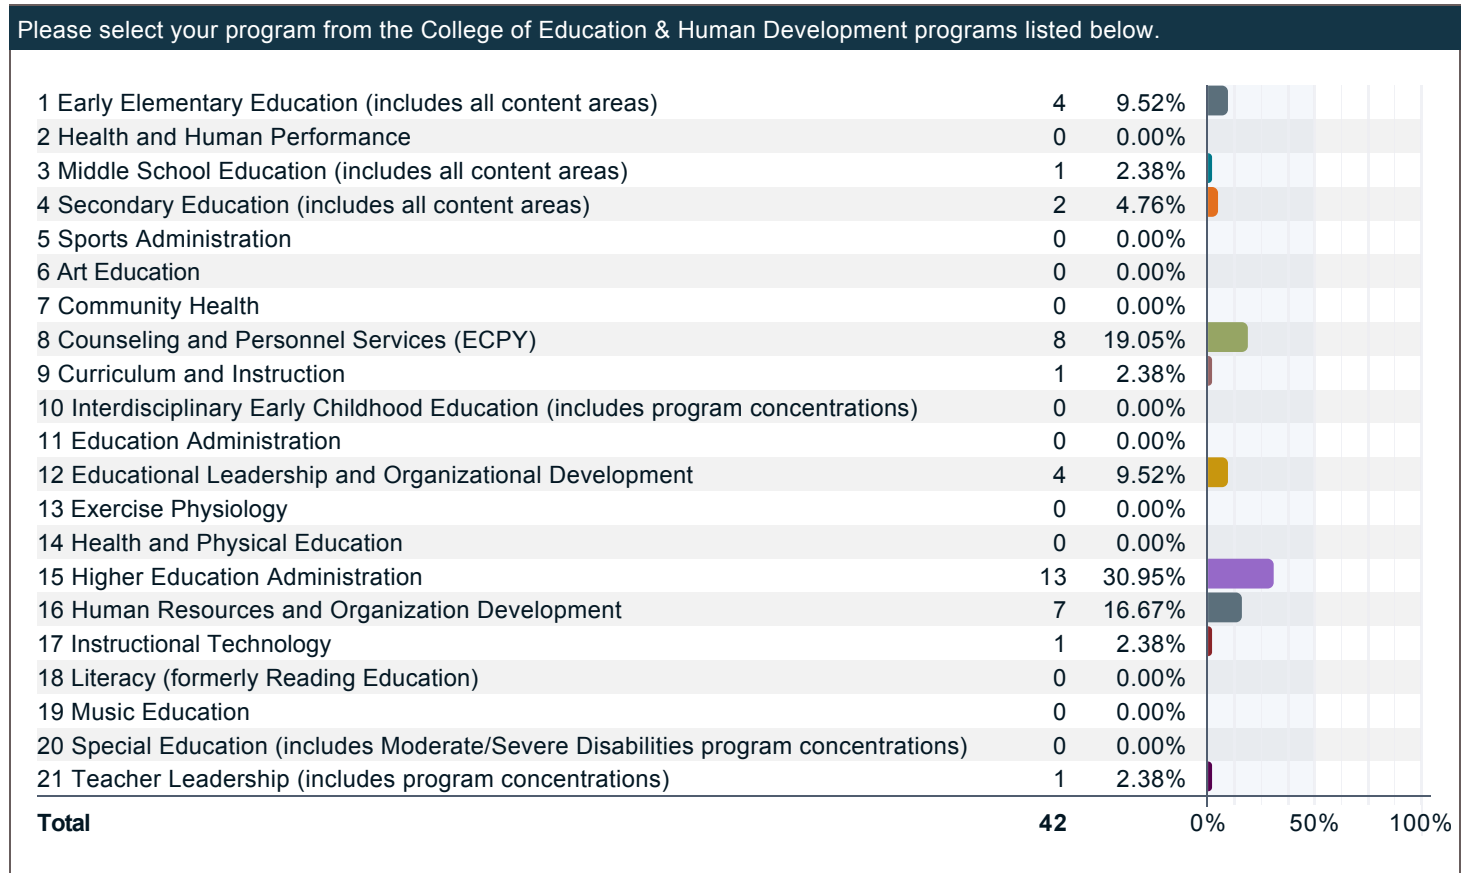 Please select your program from the College of Education & Human Development programs listed below.
1 Early Elementary Education (includes all content areas) 4 9.52%
2 Health and Human Performance 0 0.00%
3 Middle School Education (includes all content areas) 1 2.38%
4 Secondary Education (includes all content areas) 2 4.76%
5 Sports Administration 0 0.00%
6 Art Education 0 0.00%
7 Community Health 0 0.00%
8 Counseling and Personnel Services (ECPY) 8 19.05%
9 Curriculum and Instruction 1 2.38%
10 Interdisciplinary Early Childhood Education (includes program concentrations) 0 0.00%
11 Education Administration 0 0.00%
12 Educational Leadership and Organizational Development 4 9.52%
13 Exercise Physiology 0 0.00%
14 Health and Physical Education 0 0.00%
15 Higher Education Administration 13 30.95%
16 Human Resources and Organization Development 7 16.67%
17 Instructional Technology 1 2.38%
18 Literacy (formerly Reading Education) 0 0.00%
19 Music Education 0 0.00%
20 Special Education (includes Moderate/Severe Disabilities program concentrations) 0 0.00%
21 Teacher Leadership (includes program concentrations) 1 2.38%
Total 42 0% 50% 100%